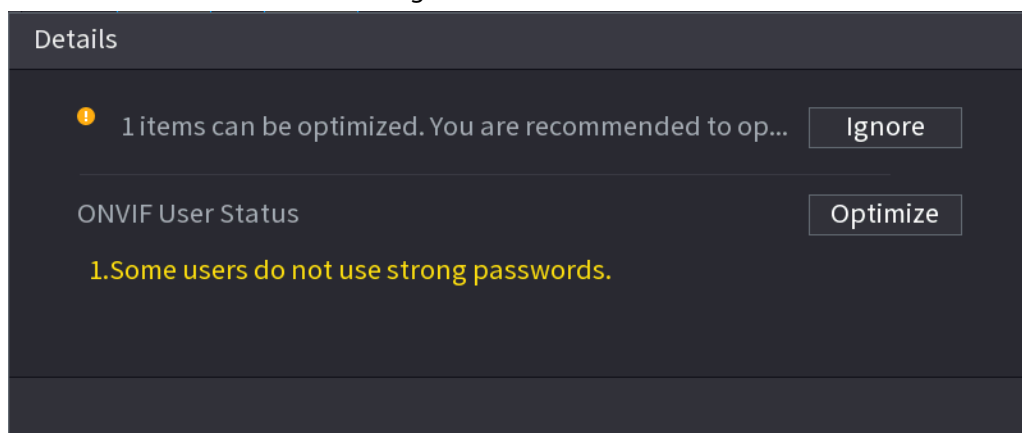 Details
1 items can be optimized. You are recommended to op...
Ignore
ONVIF User Status
Optimize
1.Some users do not use strong passwords.